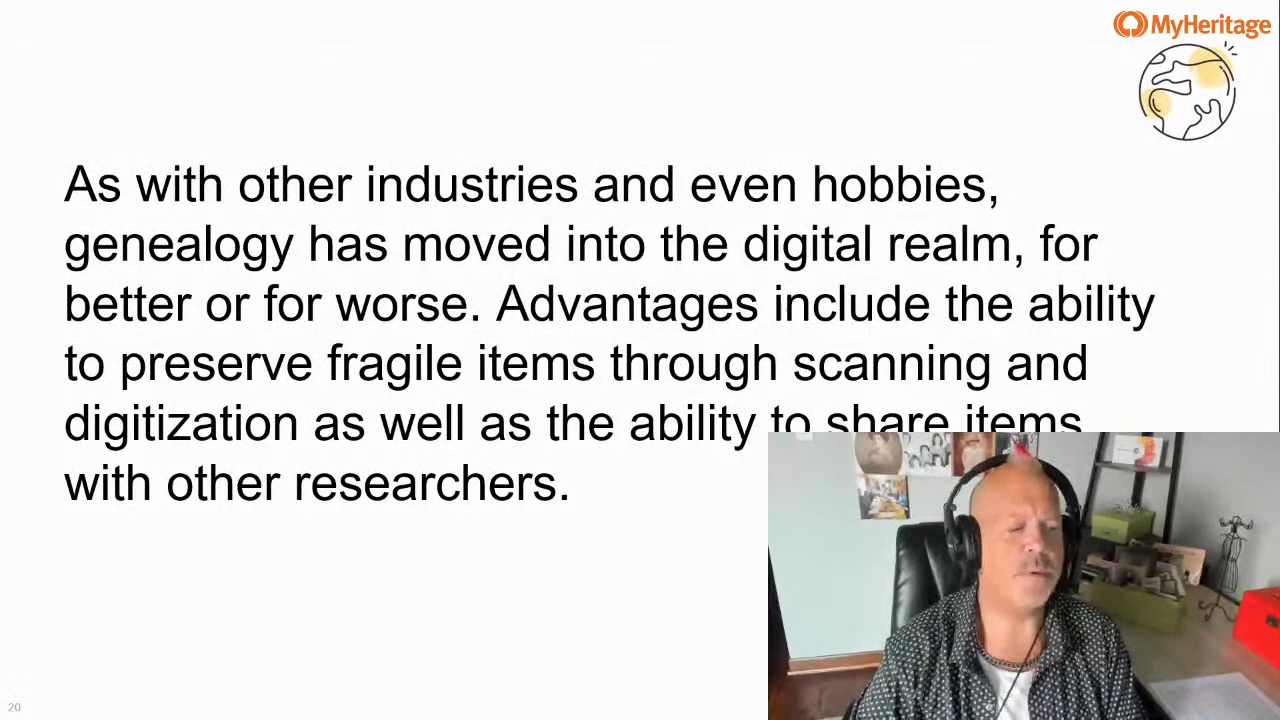 MyHeritage
As with other industries and even hobbies,
genealogy has moved into the digital realm, for
better or for worse. Advantages include the ability
to preserve fragile items through scanning and
digitization as well as the ability to share items
with other researchers.
20